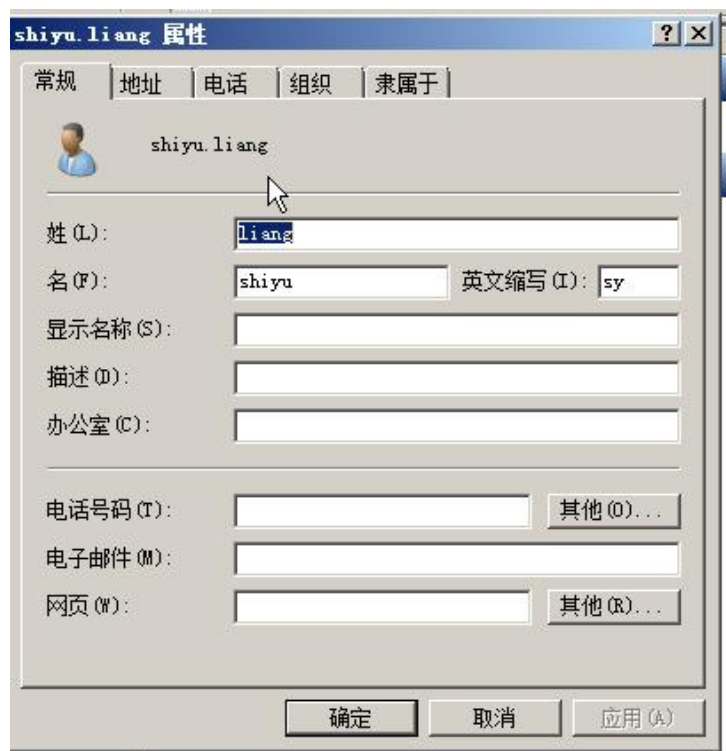 shiyu.liang 属性
常规 地址 电话 组织 隶属于
shiyu.liang
姓(L): liang
名(F): shiyu 英文缩写(I): sy
显示名称(S):
描述(D):
办公室(C):
电话号码(T): 其他(O)...
电子邮件(M):
网页(W): 其他(R)...
确定 取消 应用(A)